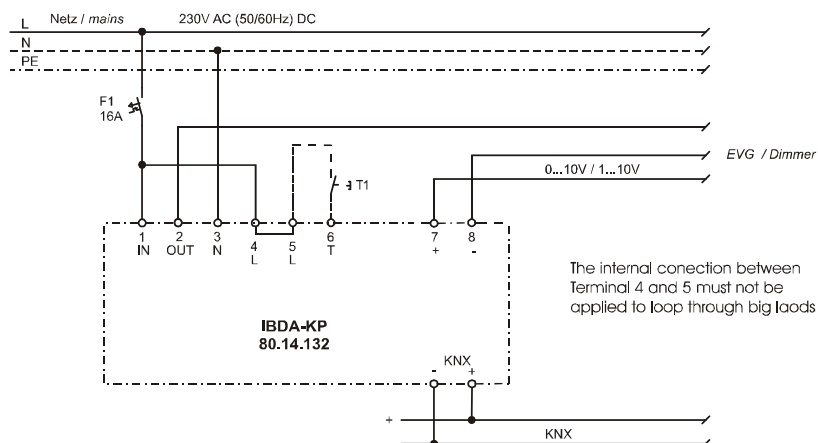 L Netz / mains 230V AC (50/60Hz) DC
N
PE
F1
16A
EVG / Dimmer
0...10V / 1...10V
T1
1 2 3 4 5 6 7 8
IN OUT N L L T + -
The internal conection between
Terminal 4 and 5 must not be
applied to loop through big laods
IBDA-KP
80.14.132
- KNX +
+
KNX